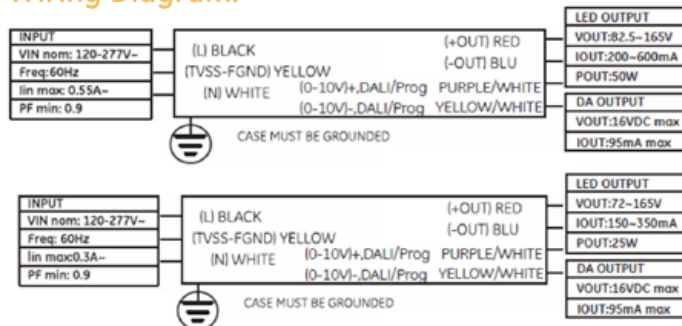 Wiring Diagram:
INPUT
VIN nom: 120-277V~
Freq:60Hz
Iin max: 0.55A~
PF min: 0.9
(L) BLACK
(TVSS-FGND) YELLOW
(N) WHITE
(+OUT) RED
(-OUT) BLU
(0-10V)+,DALI/Prog PURPLE/WHITE
(0-10V)-,DALI/Prog YELLOW/WHITE
CASE MUST BE GROUNDED
LED OUTPUT
VOUT:82.5~165V
IOUT:200~600mA
POUT:50W
DA OUTPUT
VOUT:16VDC max
IOUT:95mA max
INPUT
VIN nom: 120-277V~
Freq: 60Hz
Iin max:0.3A~
PF min: 0.9
(L) BLACK
(TVSS-FGND) YELLOW
(N) WHITE
(+OUT) RED
(-OUT) BLU
(0-10V)+,DALI/Prog PURPLE/WHITE
(0-10V)-,DALI/Prog YELLOW/WHITE
CASE MUST BE GROUNDED
LED OUTPUT
VOUT:72~165V
IOUT:150~350mA
POUT:25W
DA OUTPUT
VOUT:16VDC max
IOUT:95mA max